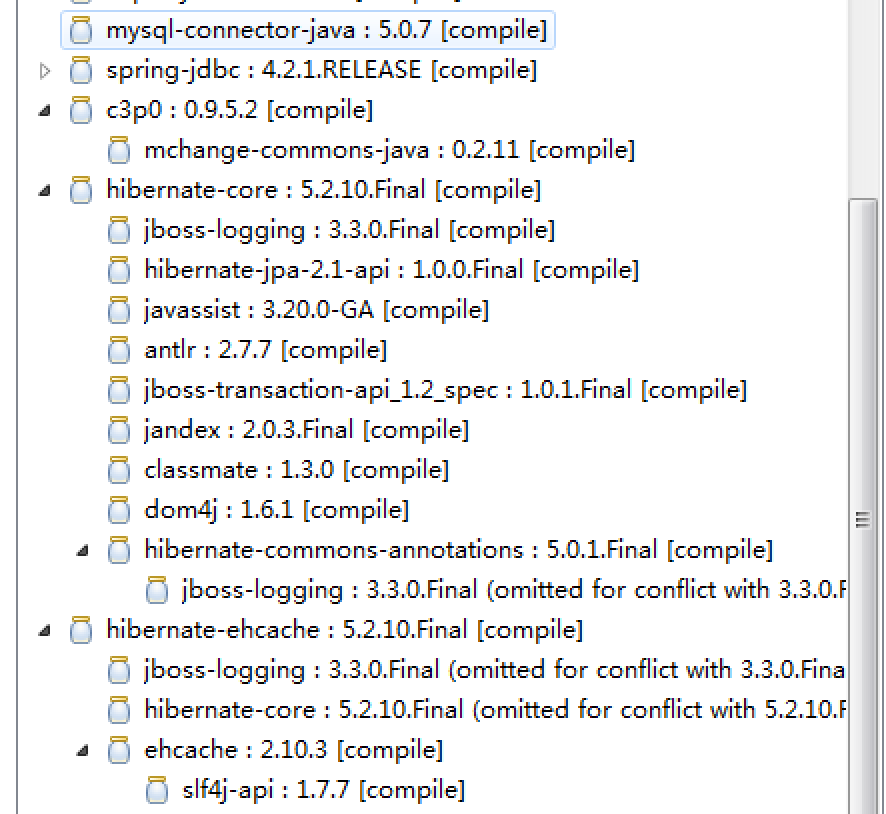 mysql-connector-java : 5.0.7 [compile]
spring-jdbc : 4.2.1.RELEASE [compile]
c3p0 : 0.9.5.2 [compile]
mchange-commons-java : 0.2.11 [compile]
hibernate-core : 5.2.10.Final [compile]
jboss-logging : 3.3.0.Final [compile]
hibernate-jpa-2.1-api : 1.0.0.Final [compile]
javassist : 3.20.0-GA [compile]
antlr : 2.7.7 [compile]
jboss-transaction-api_1.2_spec : 1.0.1.Final [compile]
jandex : 2.0.3.Final [compile]
classmate : 1.3.0 [compile]
dom4j : 1.6.1 [compile]
hibernate-commons-annotations : 5.0.1.Final [compile]
jboss-logging : 3.3.0.Final (omitted for conflict with 3.3.0.F
hibernate-ehcache : 5.2.10.Final [compile]
jboss-logging : 3.3.0.Final (omitted for conflict with 3.3.0.Fina
hibernate-core : 5.2.10.Final (omitted for conflict with 5.2.10.F
ehcache : 2.10.3 [compile]
slf4j-api : 1.7.7 [compile]